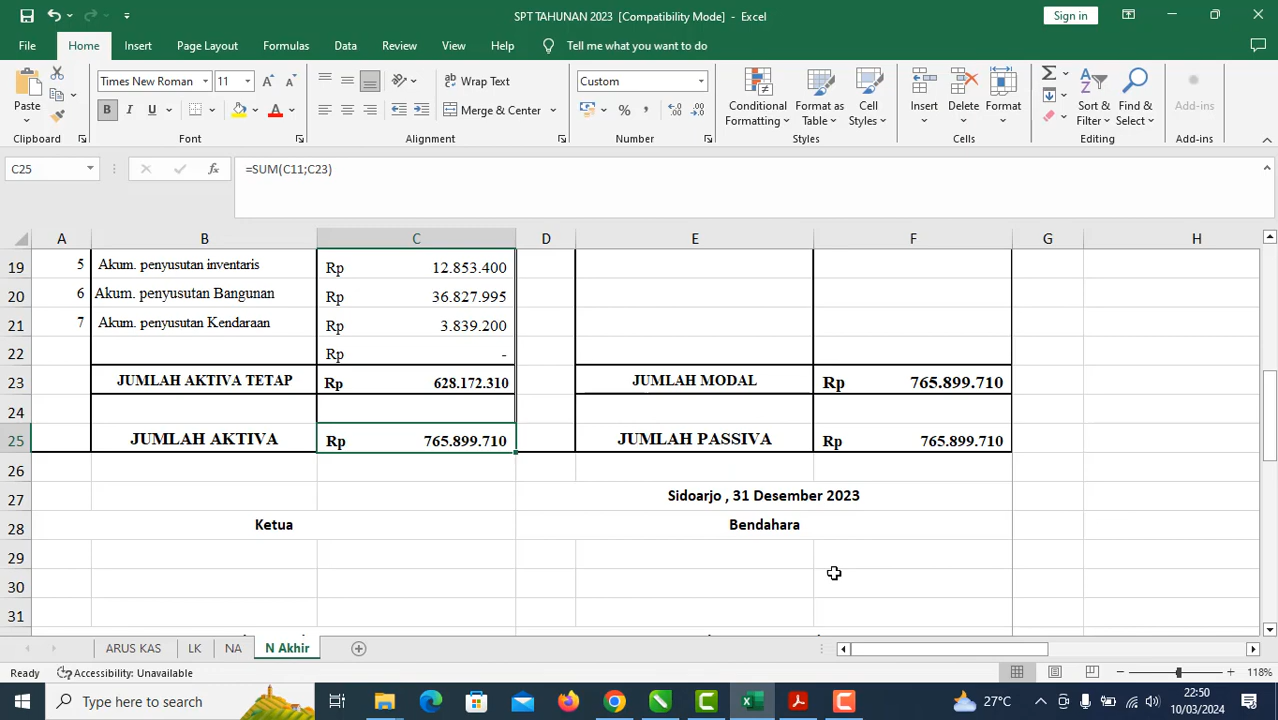 SPT TAHUNAN 2023 [Compatibility Mode] - Excel
Sign in
File Home Insert Page Layout Formulas Data Review View Help Tell me what you want to do
Times New Roman 11 Wrap Text Custom
Paste Merge & Center Conditional Formatting Format as Table Cell Styles Insert Delete Format Sort & Filter Find & Select Add-ins
Clipboard Font Alignment Number Styles Cells Editing Add-ins
C25 =SUM(C11;C23)
A B C D E F G H
19 5 Akum. penyusutan inventaris Rp 12.853.400
20 6 Akum. penyusutan Bangunan Rp 36.827.995
21 7 Akum. penyusutan Kendaraan Rp 3.839.200
22 Rp -
23 JUMLAH AKTIVA TETAP Rp 628.172.310 JUMLAH MODAL Rp 765.899.710
24
25 JUMLAH AKTIVA Rp 765.899.710 JUMLAH PASSIVA Rp 765.899.710
26
27 Sidoarjo , 31 Desember 2023
28 Ketua Bendahara
29
30
31
ARUS KAS LK NA N Akhir
Ready Accessibility: Unavailable 118%
Type here to search 27°C 22:50
10/03/2024